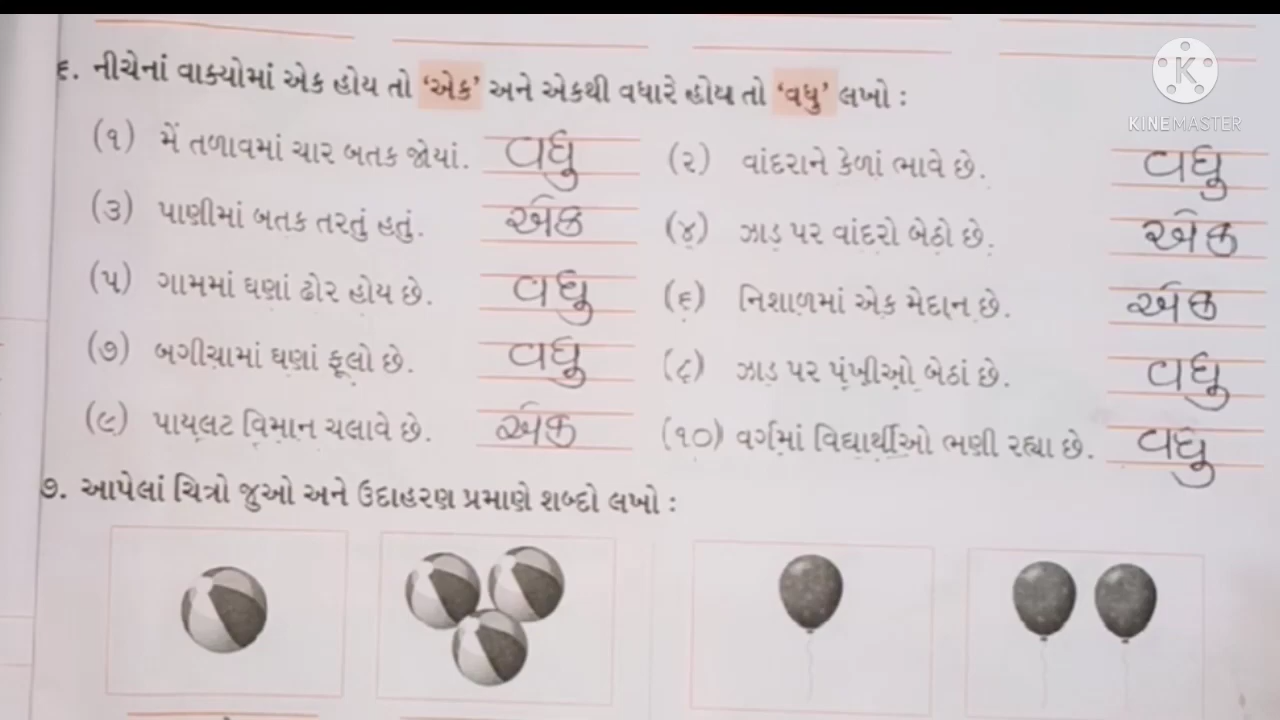 ૬. નીચેનાં વાક્યોમાં એક હોય તો ‘એક’ અને એકથી વધારે હોય તો ‘વધુ’ લખો :
KINEMASTER
(૧) મેં તળાવમાં ચાર બતક જોયાં. વધુ (૨) વાંદરાને કેળાં ભાવે છે. વધુ
(૩) પાણીમાં બતક તરતું હતું. એક (૪) ઝાડ પર વાંદરો બેઠો છે. એક
(૫) ગામમાં ઘણાં ઢોર હોય છે. વધુ (૬) નિશાળમાં એક મેદાન છે. એક
(૭) બગીચામાં ઘણાં ફૂલો છે. વધુ (૮) ઝાડ પર પંખીઓ બેઠાં છે. વધુ
(૯) પાયલટ વિમાન ચલાવે છે. એક (૧૦) વર્ગમાં વિદ્યાર્થીઓ ભણી રહ્યા છે. વધુ
૭. આપેલાં ચિત્રો જુઓ અને ઉદાહરણ પ્રમાણે શબ્દો લખો :